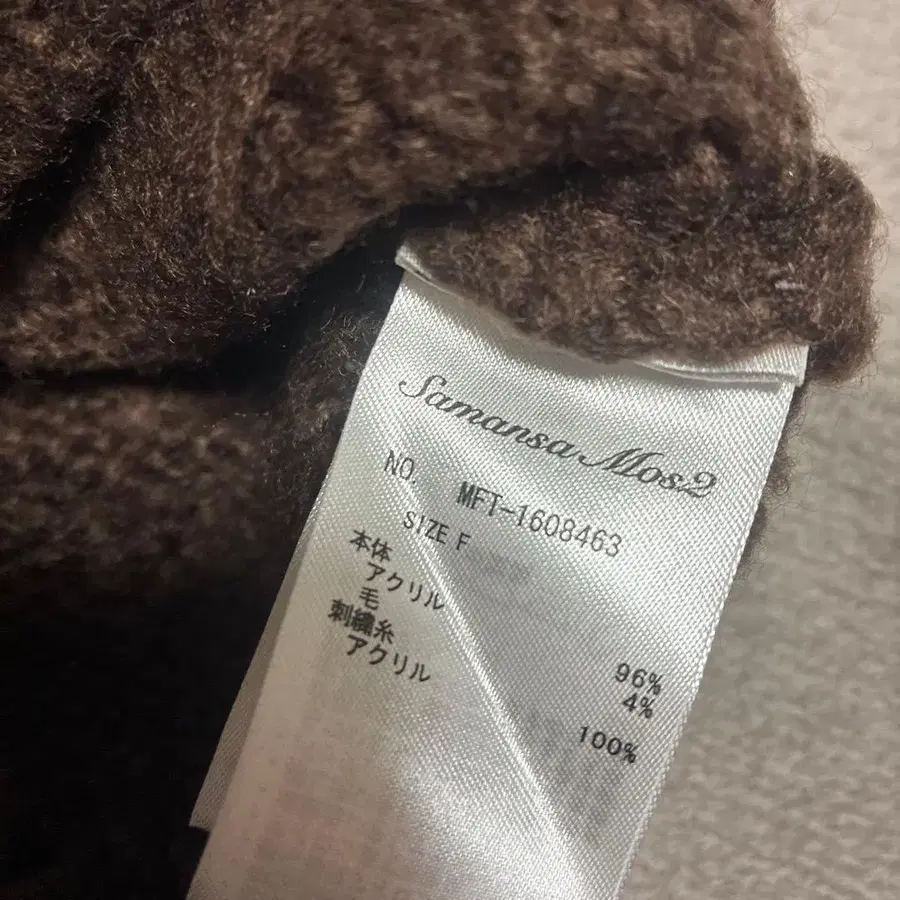 Samansa Mos2
NO. MFT-1608463
SIZE F
本体
アクリル 96%
毛 4%
刺繍糸
アクリル 100%